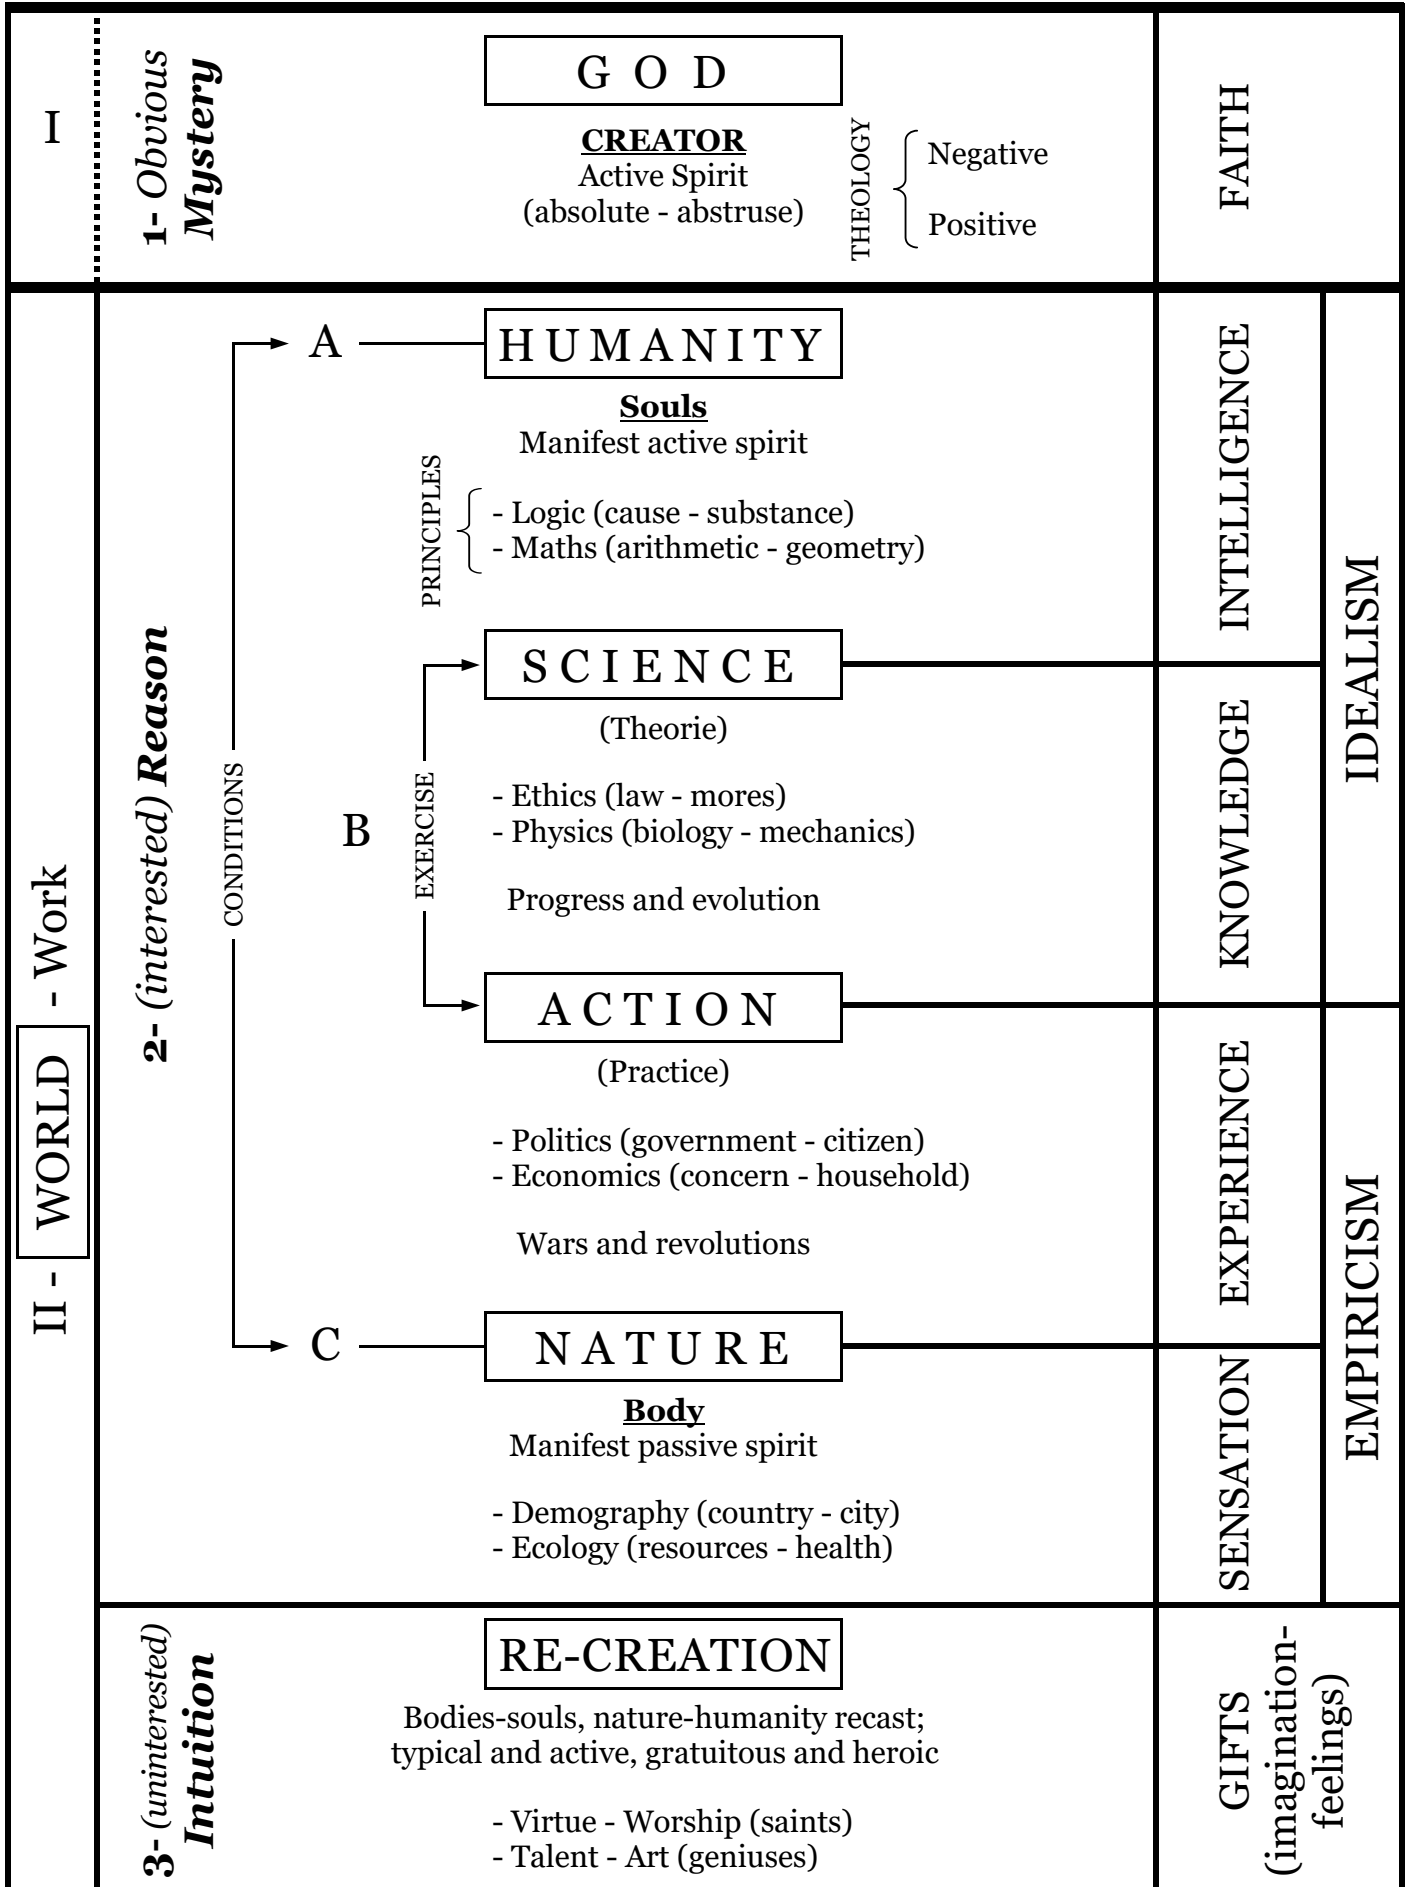 I
1- Obvious
Mystery
G O D
CREATOR
Active Spirit
(absolute - abstruse)
THEOLOGY
Negative
Positive
FAITH
II - WORLD - Work
2- (interested) Reason
CONDITIONS
A
HUMANITY
Souls
Manifest active spirit
PRINCIPLES
- Logic (cause - substance)
- Maths (arithmetic - geometry)
INTELLIGENCE
IDEALISM
B
EXERCISE
SCIENCE
(Theorie)
- Ethics (law - mores)
- Physics (biology - mechanics)
Progress and evolution
KNOWLEDGE
ACTION
(Practice)
- Politics (government - citizen)
- Economics (concern - household)
Wars and revolutions
EXPERIENCE
EMPIRICISM
C
NATURE
Body
Manifest passive spirit
- Demography (country - city)
- Ecology (resources - health)
SENSATION
3- (uninterested)
Intuition
RE-CREATION
Bodies-souls, nature-humanity recast;
typical and active, gratuitous and heroic
- Virtue - Worship (saints)
- Talent - Art (geniuses)
GIFTS
(imagination-
feelings)